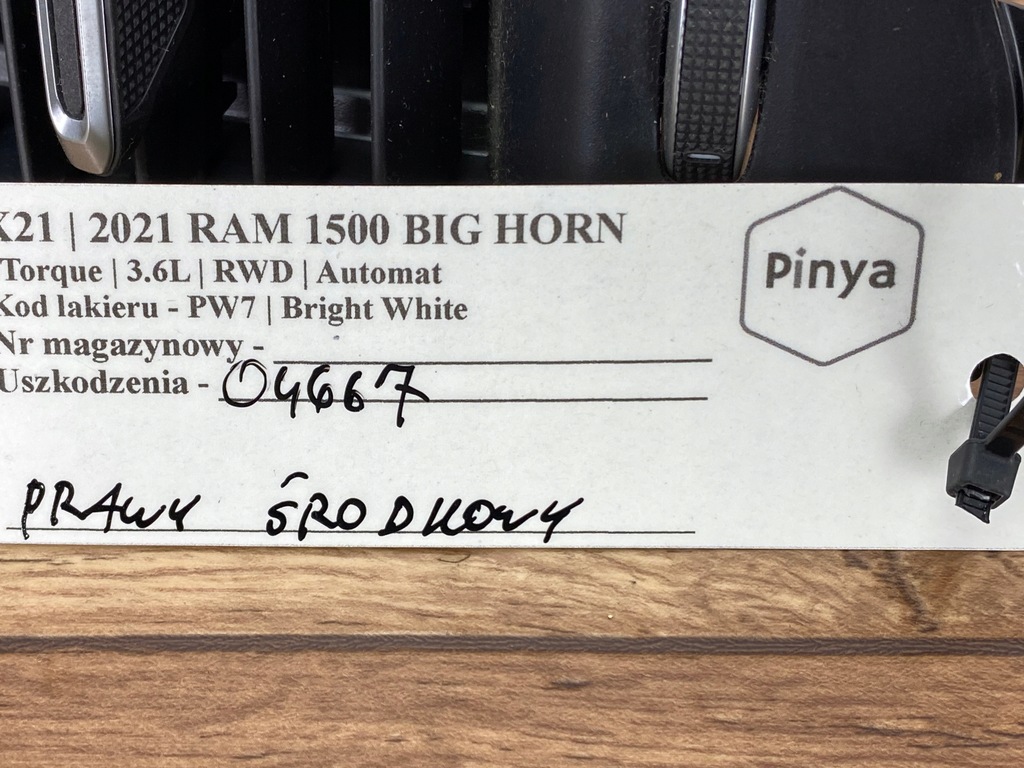 X21 | 2021 RAM 1500 BIG HORN
Torque | 3.6L | RWD | Automat
Kod lakieru - PW7 | Bright White
Nr magazynowy -
Uszkodzenia - 04667
PRAWY ŚRODKOWY
Pinya